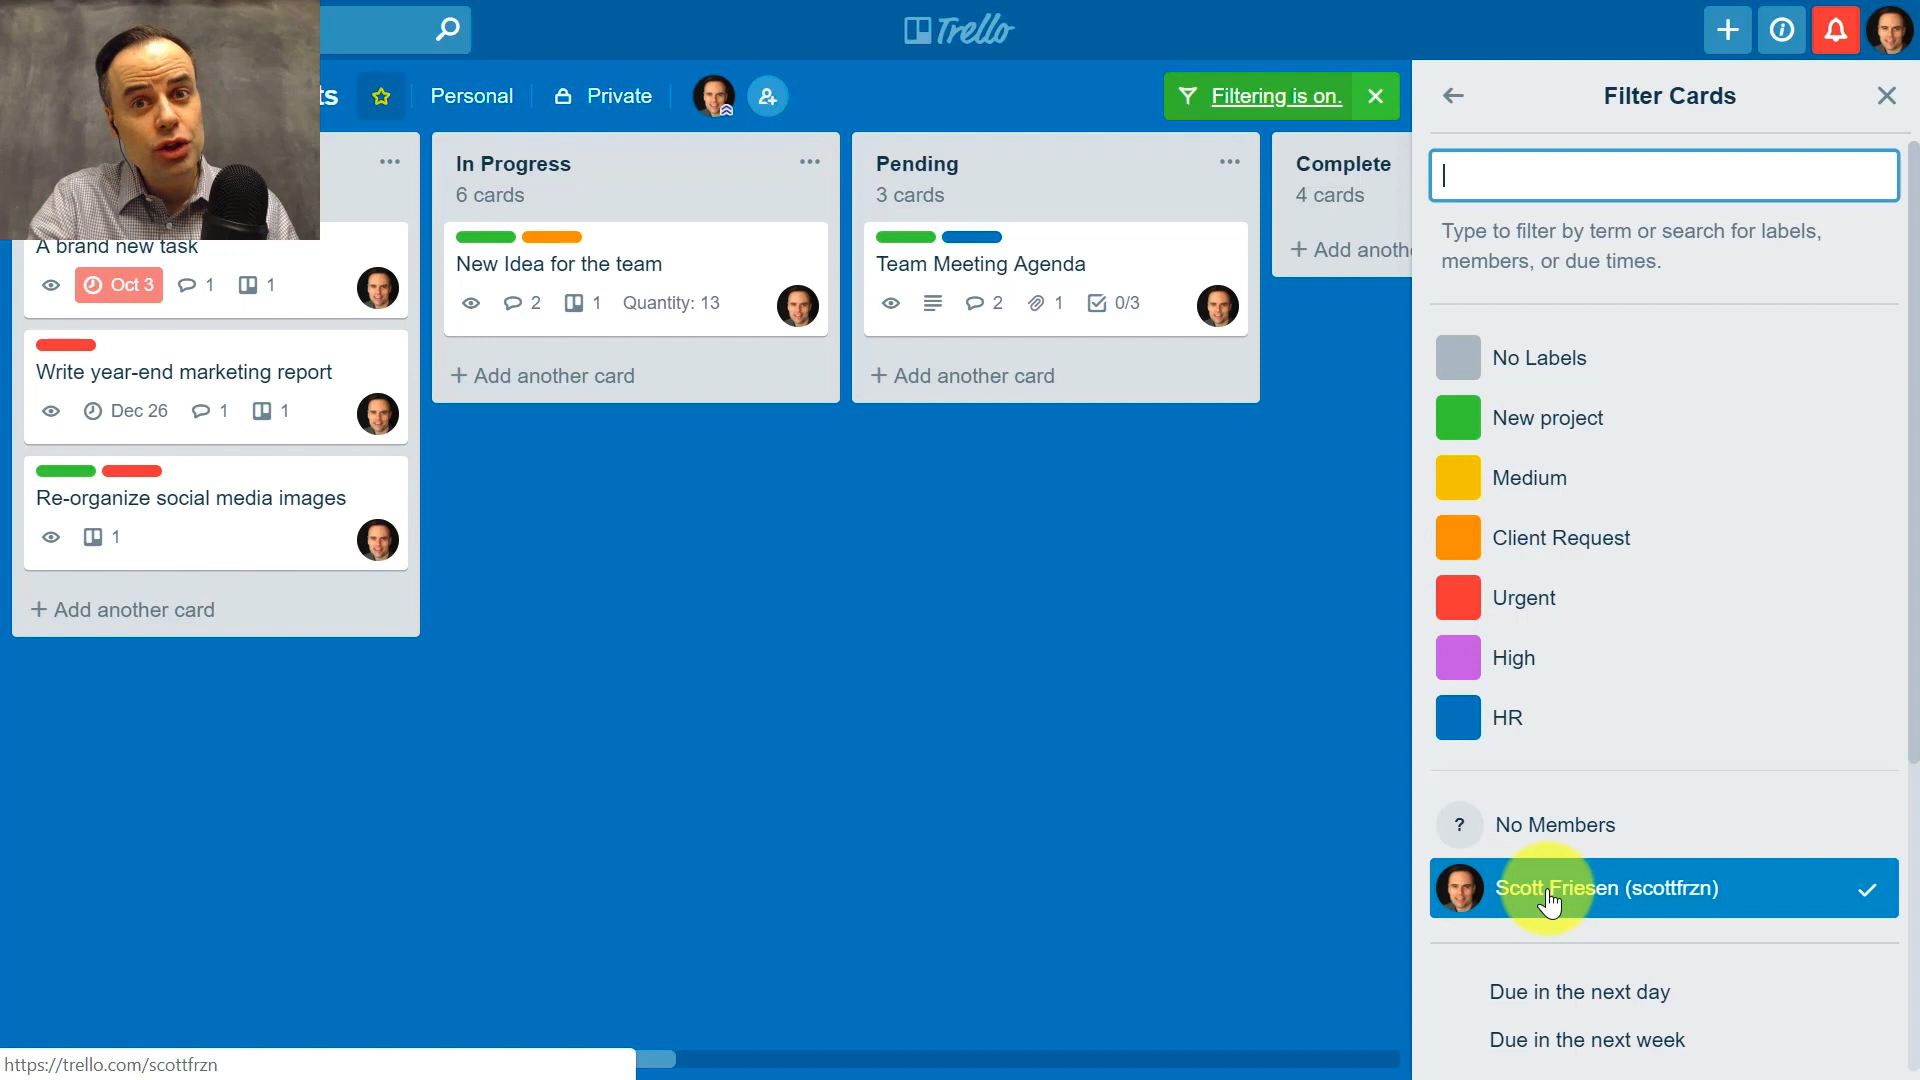 Trello
ts
Personal
Private
Filtering is on.
Filter Cards
A brand new task
Oct 3
1
1
Write year-end marketing report
Dec 26
1
1
Re-organize social media images
1
+ Add another card
In Progress
6 cards
New Idea for the team
2
1
Quantity: 13
+ Add another card
Pending
3 cards
Team Meeting Agenda
2
1
0/3
+ Add another card
Complete
4 cards
+ Add anothe
Type to filter by term or search for labels,
members, or due times.
No Labels
New project
Medium
Client Request
Urgent
High
HR
? No Members
Scott Friesen (scottfrzn)
Due in the next day
Due in the next week
https://trello.com/scottfrzn